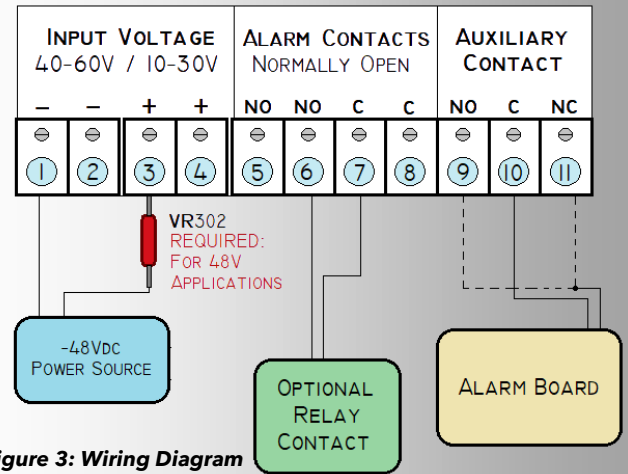 INPUT VOLTAGE
40-60V / 10-30V
ALARM CONTACTS
NORMALLY OPEN
AUXILIARY
CONTACT
– – + + NO NO C C NO C NC
1 2 3 4 5 6 7 8 9 10 11
VR302
REQUIRED:
FOR 48V
APPLICATIONS
-48VDC
POWER SOURCE
OPTIONAL
RELAY
CONTACT
ALARM BOARD
igure 3: Wiring Diagram